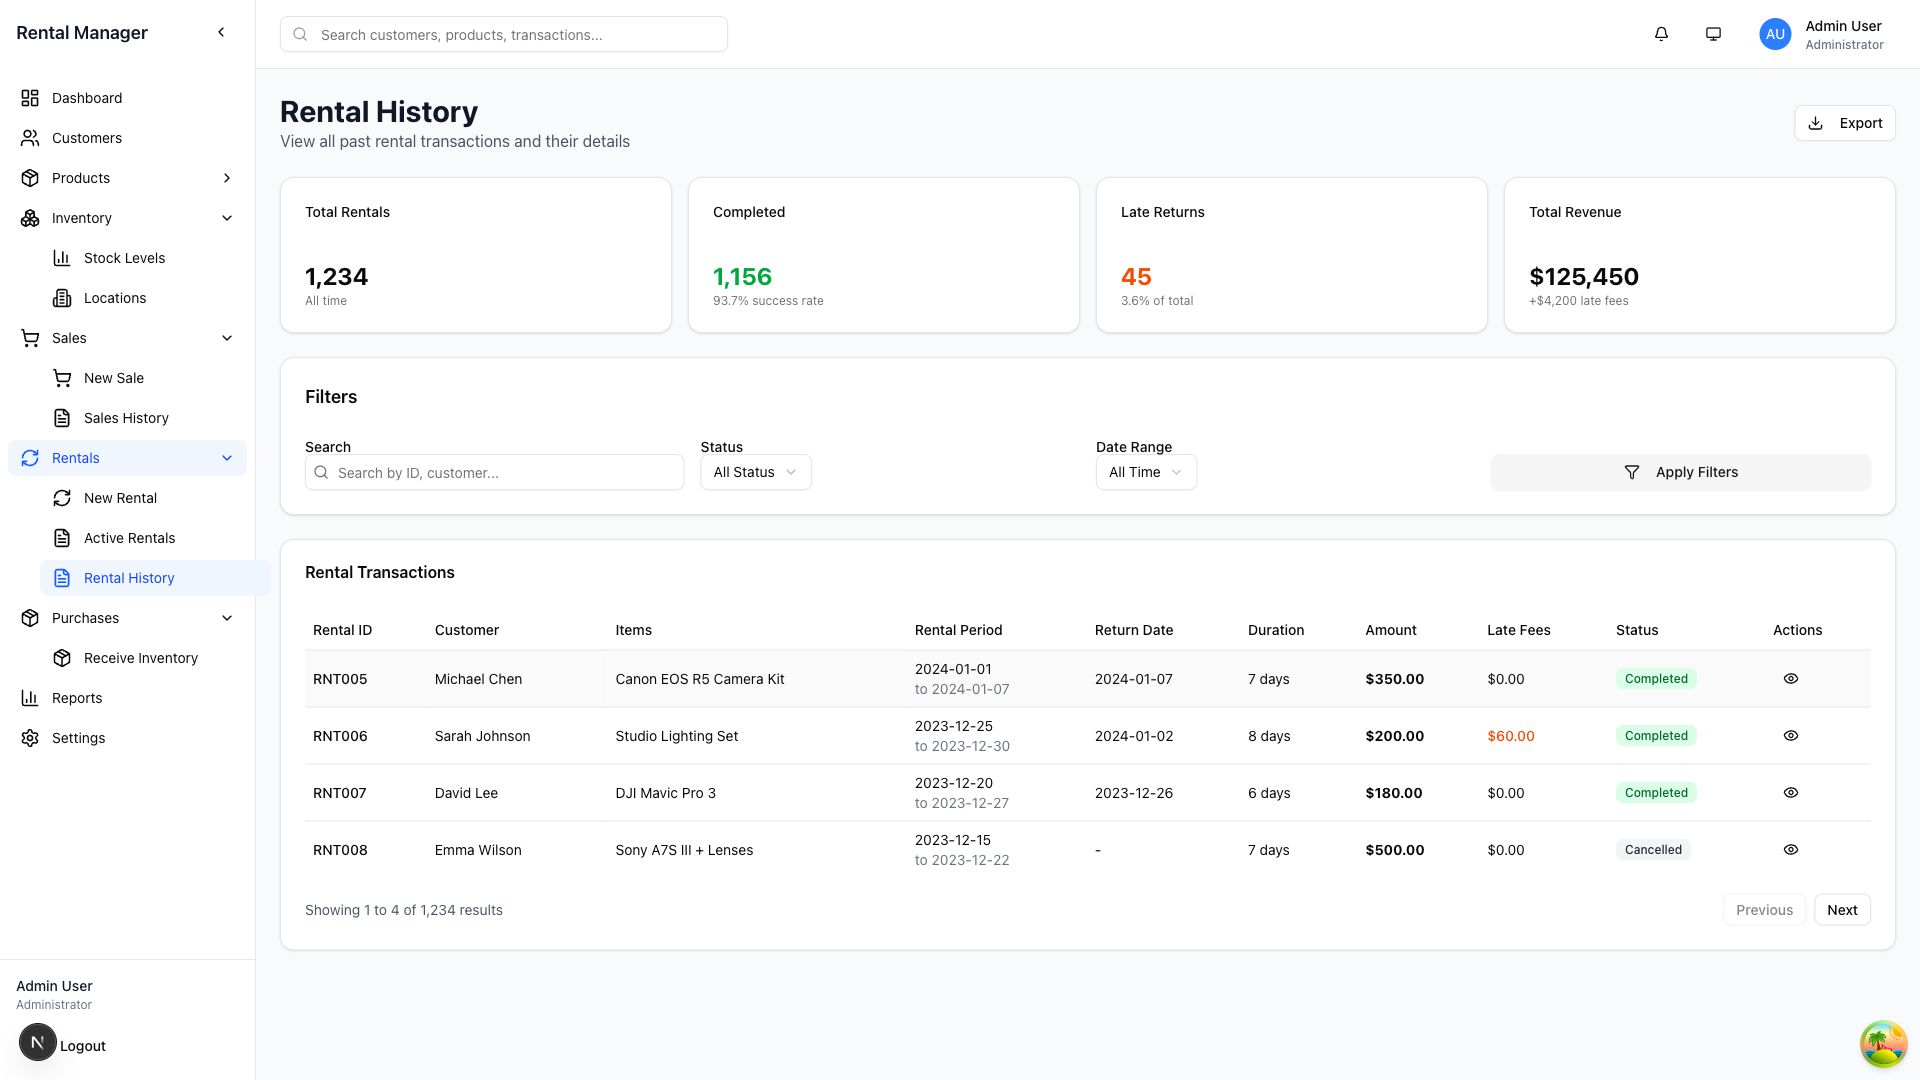 Rental Manager
Search customers, products, transactions...
AU
Admin User
Administrator
Dashboard
Customers
Products
Inventory
Stock Levels
Locations
Sales
New Sale
Sales History
Rentals
New Rental
Active Rentals
Rental History
Purchases
Receive Inventory
Reports
Settings
Admin User
Administrator
N
Logout
Rental History
View all past rental transactions and their details
Export
Total Rentals
1,234
All time
Completed
1,156
93.7% success rate
Late Returns
45
3.6% of total
Total Revenue
$125,450
+$4,200 late fees
Filters
Search
Search by ID, customer...
Status
All Status
Date Range
All Time
Apply Filters
Rental Transactions
Rental ID Customer Items Rental Period Return Date Duration Amount Late Fees Status Actions
RNT005 Michael Chen Canon EOS R5 Camera Kit 2024-01-01 2024-01-07 7 days $350.00 $0.00 Completed
to 2024-01-07
RNT006 Sarah Johnson Studio Lighting Set 2023-12-25 2024-01-02 8 days $200.00 $60.00 Completed
to 2023-12-30
RNT007 David Lee DJI Mavic Pro 3 2023-12-20 2023-12-26 6 days $180.00 $0.00 Completed
to 2023-12-27
RNT008 Emma Wilson Sony A7S III + Lenses 2023-12-15 - 7 days $500.00 $0.00 Cancelled
to 2023-12-22
Showing 1 to 4 of 1,234 results
Previous
Next